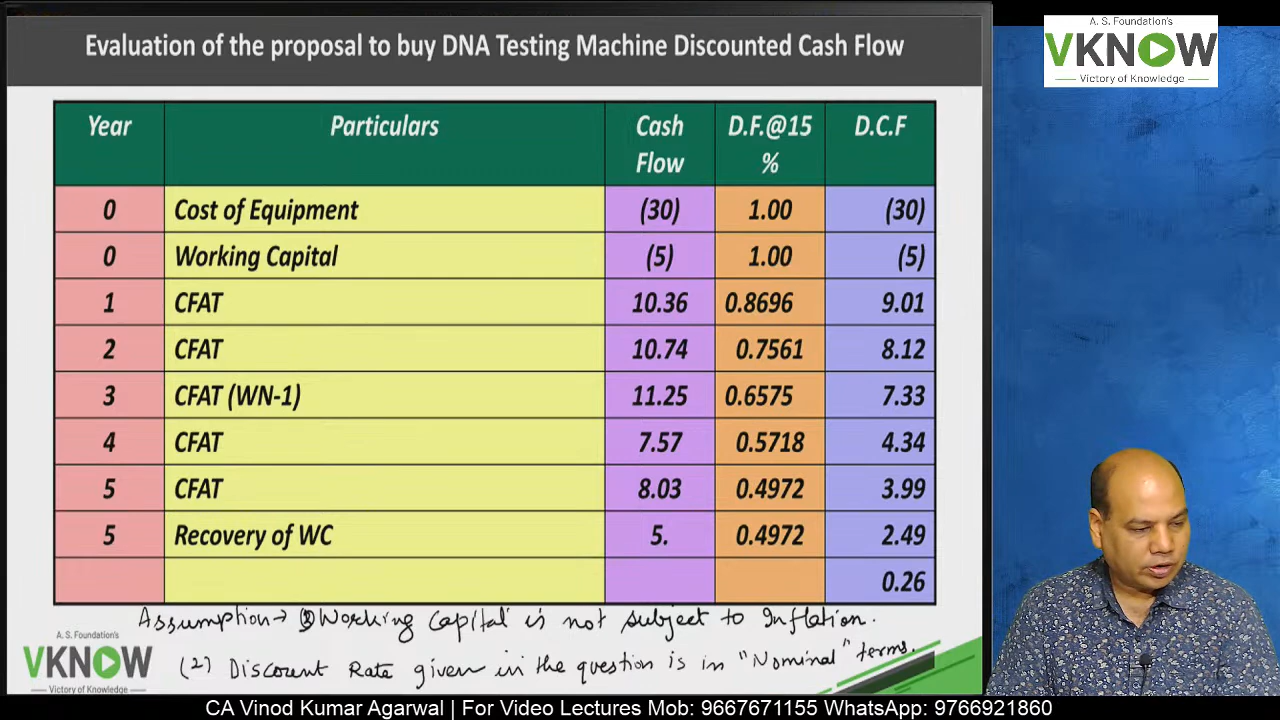 Evaluation of the proposal to buy DNA Testing Machine Discounted Cash Flow
A. S. Foundation's
VKNOW
Victory of Knowledge
Year Particulars Cash Flow D.F.@15 % D.C.F
0 Cost of Equipment (30) 1.00 (30)
0 Working Capital (5) 1.00 (5)
1 CFAT 10.36 0.8696 9.01
2 CFAT 10.74 0.7561 8.12
3 CFAT (WN-1) 11.25 0.6575 7.33
4 CFAT 7.57 0.5718 4.34
5 CFAT 8.03 0.4972 3.99
5 Recovery of WC 5. 0.4972 2.49
0.26
Assumption → Working Capital is not subject to Inflation.
(2) Discount Rate given in the question is in "Nominal" terms.
A. S. Foundation's
VKNOW
Victory of Knowledge
CA Vinod Kumar Agarwal | For Video Lectures Mob: 9667671155 WhatsApp: 9766921860